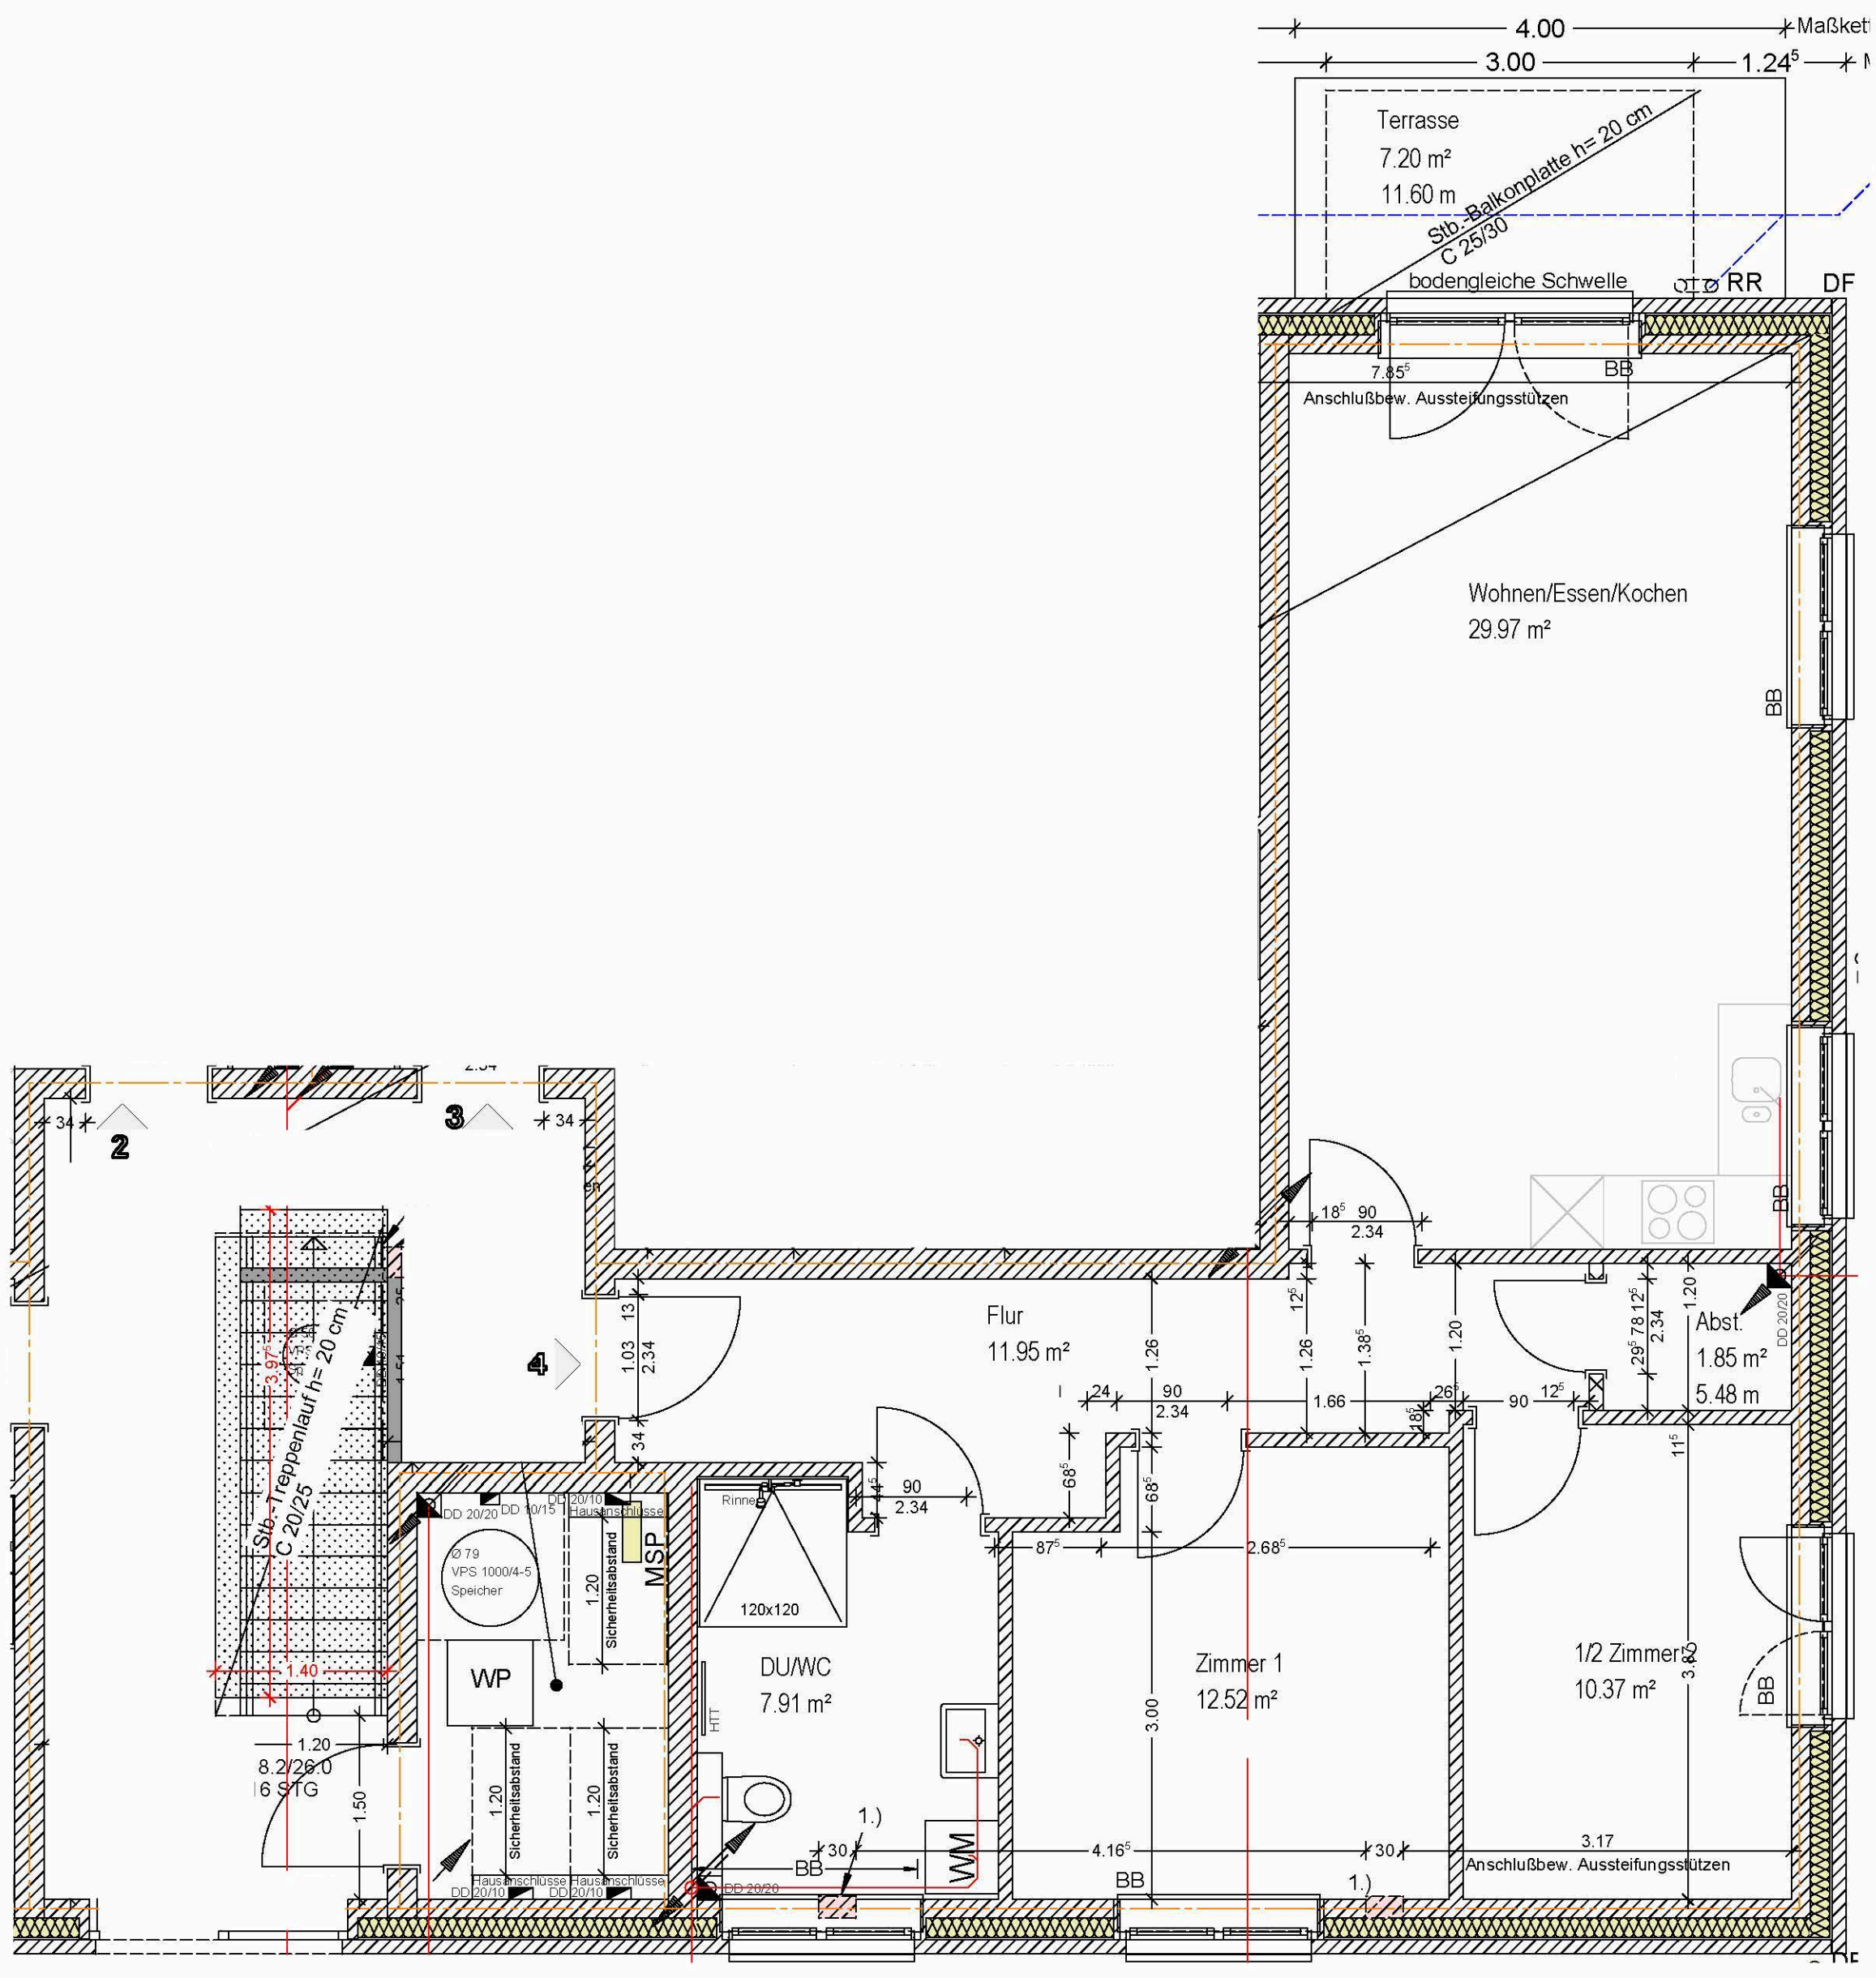 4.00
Maßkett
3.00
1.24⁵
Terrasse
7.20 m²
11.60 m
Stb.-Balkonplatte h= 20 cm
C 25/30
bodengleiche Schwelle
RR
DF
7.85⁵
BB
Anschlußbew. Aussteifungsstützen
Wohnen/Essen/Kochen
29.97 m²
BB
BB
34
2
3
34
18⁵ 90
2.34
Flur
11.95 m²
13
1.03
2.34
34
4
1.26
12⁵
1.26
1.38⁵
1.20
29⁵ 78 12⁵
2.34
1.20
Abst.
1.85 m²
5.48 m
DD 20/20
24
90
2.34
1.66
26⁵
90
12⁵
18⁵
11⁵
68⁵
68⁵
44⁵
90
2.34
87⁵
2.68⁵
3.97⁵
Stb.-Treppenlauf h= 20 cm
C 20/25
1.40
1.20
8.2/26.0
6 STG
1.50
DD 20/20
DD 10/15
DD 20/10
Hausanschlüsse
MSP
Ø 79
VPS 1000/4-5
Speicher
1.20
Sicherheitsabstand
WP
1.20
Sicherheitsabstand
1.20
Sicherheitsabstand
Hausanschlüsse
Hausanschlüsse
DD 20/10
DD 20/10
Rinne
120x120
DU/WC
7.91 m²
HTT
1.)
30
BB
WM
DD 20/20
Zimmer 1
12.52 m²
3.00
4.16⁵
30
BB
1.)
1/2 Zimmer 2
10.37 m²
3.87
BB
3.17
Anschlußbew. Aussteifungsstützen